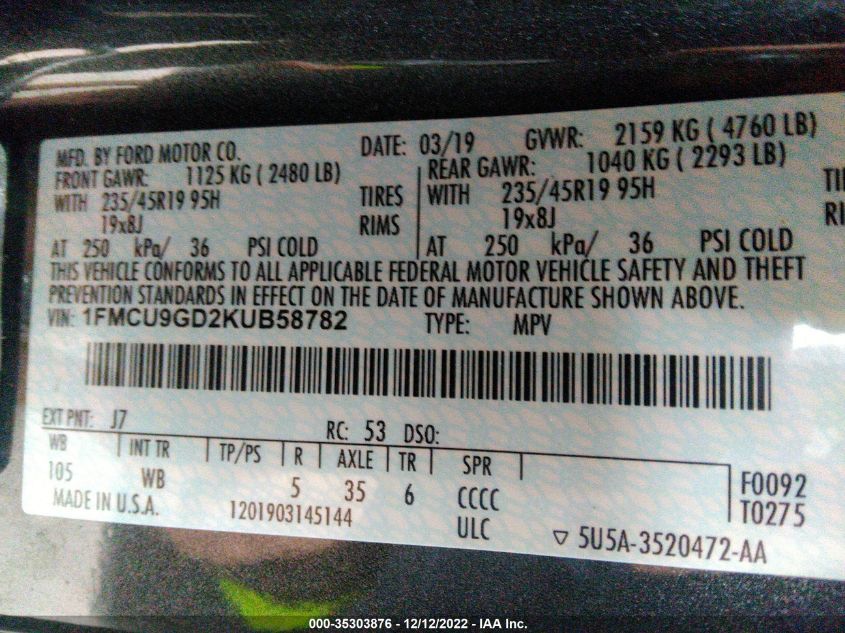 MFD. BY FORD MOTOR CO. DATE: 03/19 GVWR: 2159 KG ( 4760 LB)
FRONT GAWR: 1125 KG ( 2480 LB) REAR GAWR: 1040 KG ( 2293 LB)
WITH 235/45R19 95H TIRES WITH 235/45R19 95H
19x8J RIMS 19x8J
AT 250 kPa/ 36 PSI COLD AT 250 kPa/ 36 PSI COLD
THIS VEHICLE CONFORMS TO ALL APPLICABLE FEDERAL MOTOR VEHICLE SAFETY AND THEFT
PREVENTION STANDARDS IN EFFECT ON THE DATE OF MANUFACTURE SHOWN ABOVE.
VIN: 1FMCU9GD2KUB58782 TYPE: MPV
EXT PNT: J7 RC: 53 DSO:
WB INT TR TP/PS R AXLE TR SPR
105 WB 5 35 6 CCCC F0092
MADE IN U.S.A. 1201903145144 ULC T0275
5U5A-3520472-AA
000-35303876 - 12/12/2022 - IAA Inc.